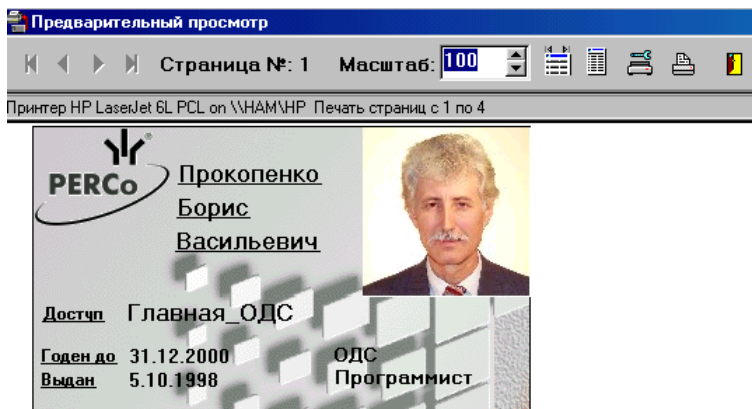 Предварительный просмотр
Страница №: 1 Масштаб: 100
Принтер HP LaserJet 6L PCL on \\HAM\HP Печать страниц с 1 по 4
PERCo
Прокопенко
Борис
Васильевич
Доступ Главная_ОДС
Годен до 31.12.2000 ОДС
Выдан 5.10.1998 Программист